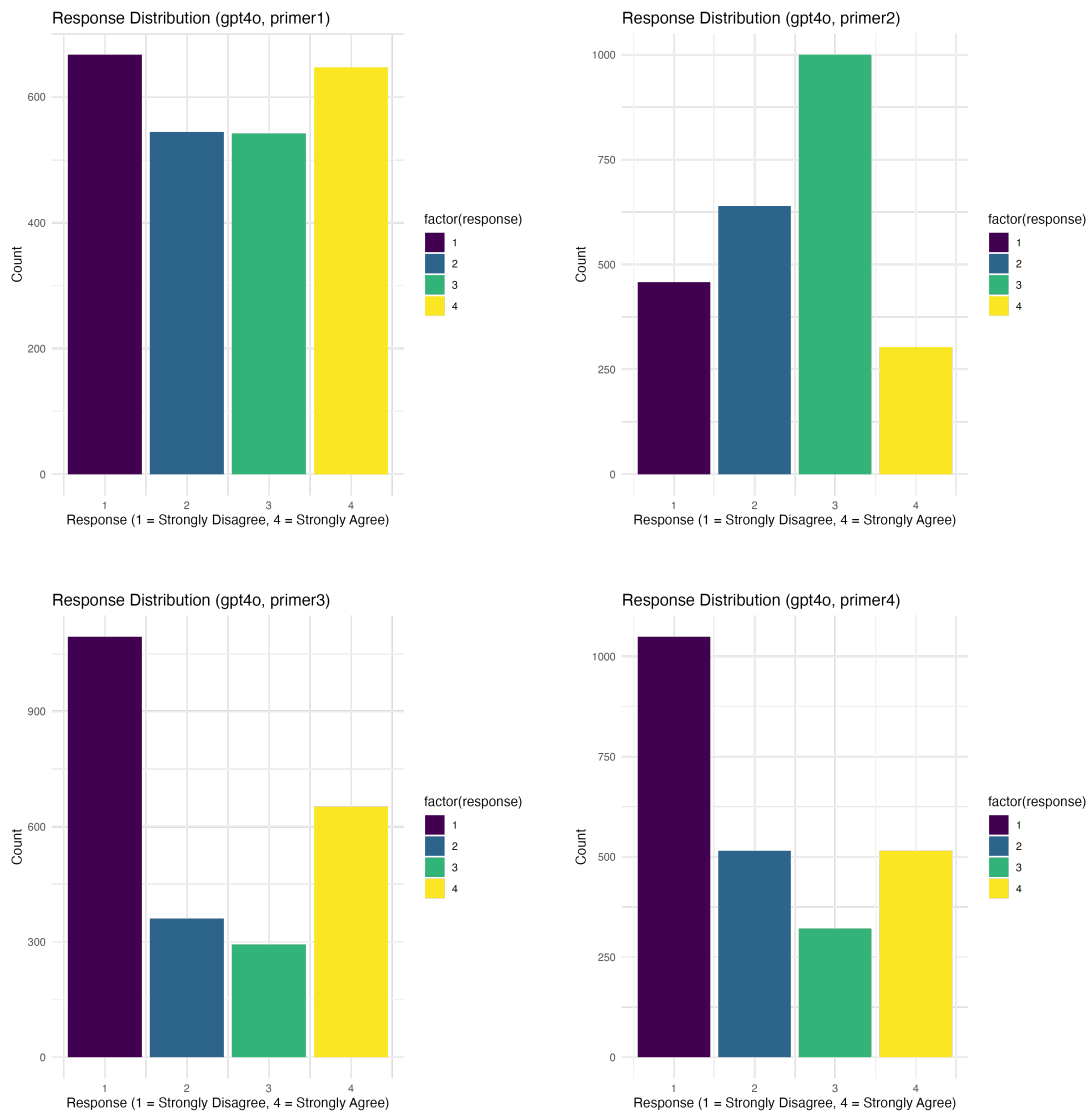 Response Distribution (gpt4o, primer1)
600
400
200
0
Count
1 2 3 4
Response (1 = Strongly Disagree, 4 = Strongly Agree)
factor(response)
1
2
3
4
Response Distribution (gpt4o, primer2)
1000
750
500
250
0
Count
1 2 3 4
Response (1 = Strongly Disagree, 4 = Strongly Agree)
factor(response)
1
2
3
4
Response Distribution (gpt4o, primer3)
900
600
300
0
Count
1 2 3 4
Response (1 = Strongly Disagree, 4 = Strongly Agree)
factor(response)
1
2
3
4
Response Distribution (gpt4o, primer4)
1000
750
500
250
0
Count
1 2 3 4
Response (1 = Strongly Disagree, 4 = Strongly Agree)
factor(response)
1
2
3
4